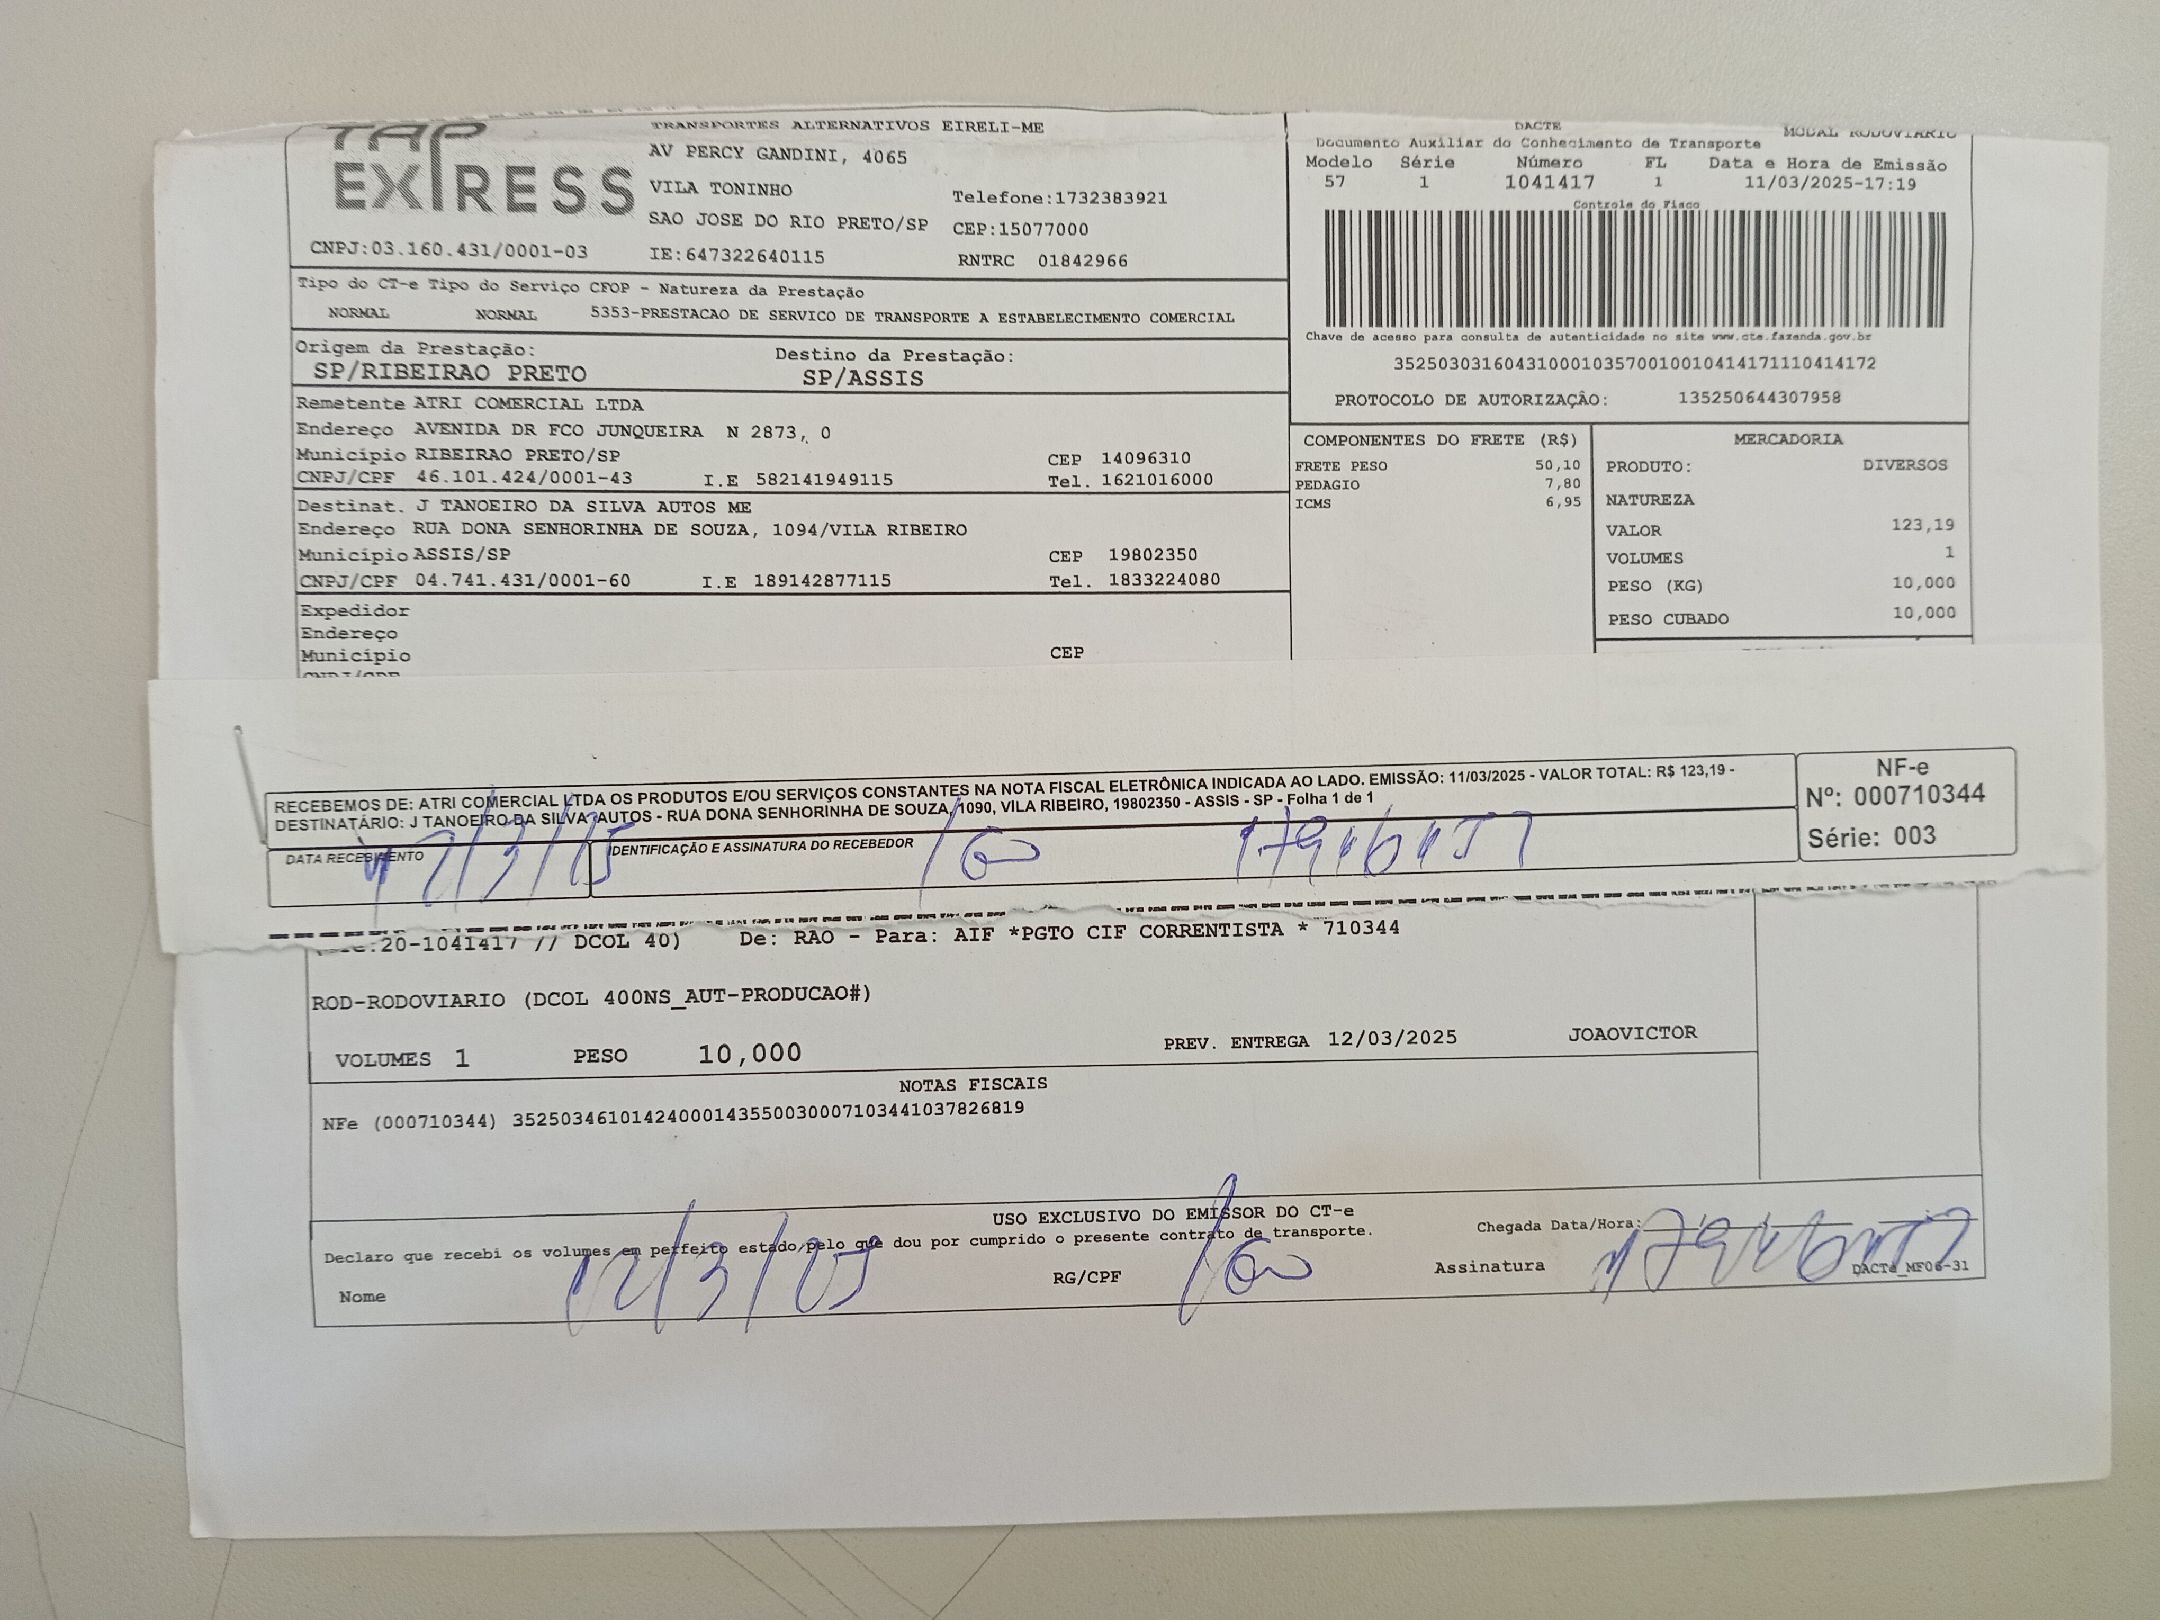 TAP
EXPRESS
TRANSPORTES ALTERNATIVOS EIRELI-ME
AV PERCY GANDINI, 4065
VILA TONINHO
Telefone:1732383921
SAO JOSE DO RIO PRETO/SP CEP:15077000
CNPJ:03.160.431/0001-03 IE:647322640115 RNTRC 01842966
DACTE MODAL RODOVIARIO
Documento Auxiliar do Conhecimento de Transporte
Modelo Série Número FL Data e Hora de Emissão
57 1 1041417 1 11/03/2025-17:19
Controle do Fisco
Chave de acesso para consulta de autenticidade no site www.cte.fazenda.gov.br
35250303160431000103570010010414171110414172
PROTOCOLO DE AUTORIZAÇÃO: 135250644307958
Tipo do CT-e Tipo do Serviço CFOP - Natureza da Prestação
NORMAL NORMAL 5353-PRESTACAO DE SERVICO DE TRANSPORTE A ESTABELECIMENTO COMERCIAL
Origem da Prestação: Destino da Prestação:
SP/RIBEIRAO PRETO SP/ASSIS
Remetente ATRI COMERCIAL LTDA
Endereço AVENIDA DR FCO JUNQUEIRA N 2873, 0
Município RIBEIRAO PRETO/SP CEP 14096310
CNPJ/CPF 46.101.424/0001-43 I.E 582141949115 Tel. 1621016000
Destinat. J TANOEIRO DA SILVA AUTOS ME
Endereço RUA DONA SENHORINHA DE SOUZA, 1094/VILA RIBEIRO
Município ASSIS/SP CEP 19802350
CNPJ/CPF 04.741.431/0001-60 I.E 189142877115 Tel. 1833224080
Expedidor
Endereço
Município CEP
CNPJ/CPF
COMPONENTES DO FRETE (R$)
FRETE PESO 50,10
PEDAGIO 7,80
ICMS 6,95
MERCADORIA
PRODUTO: DIVERSOS
NATUREZA
VALOR 123,19
VOLUMES 1
PESO (KG) 10,000
PESO CUBADO 10,000
RECEBEMOS DE: ATRI COMERCIAL LTDA OS PRODUTOS E/OU SERVIÇOS CONSTANTES NA NOTA FISCAL ELETRÔNICA INDICADA AO LADO. EMISSÃO: 11/03/2025 - VALOR TOTAL: R$ 123,19 -
DESTINATÁRIO: J TANOEIRO DA SILVA AUTOS - RUA DONA SENHORINHA DE SOUZA, 1090, VILA RIBEIRO, 19802350 - ASSIS - SP - Folha 1 de 1
DATA RECEBIMENTO IDENTIFICAÇÃO E ASSINATURA DO RECEBEDOR
NF-e
Nº: 000710344
Série: 003
:20-1041417 // DCOL 40) De: RAO - Para: AIF *PGTO CIF CORRENTISTA * 710344
ROD-RODOVIARIO (DCOL 400NS_AUT-PRODUCAO#)
VOLUMES 1 PESO 10,000 PREV. ENTREGA 12/03/2025 JOAOVICTOR
NOTAS FISCAIS
NFe (000710344) 35250346101424000143550030007103441037826819
USO EXCLUSIVO DO EMISSOR DO CT-e
Declaro que recebi os volumes em perfeito estado pelo que dou por cumprido o presente contrato de transporte. Chegada Data/Hora:
Nome 12/3/25 RG/CPF Assinatura DACTe_MF06-31